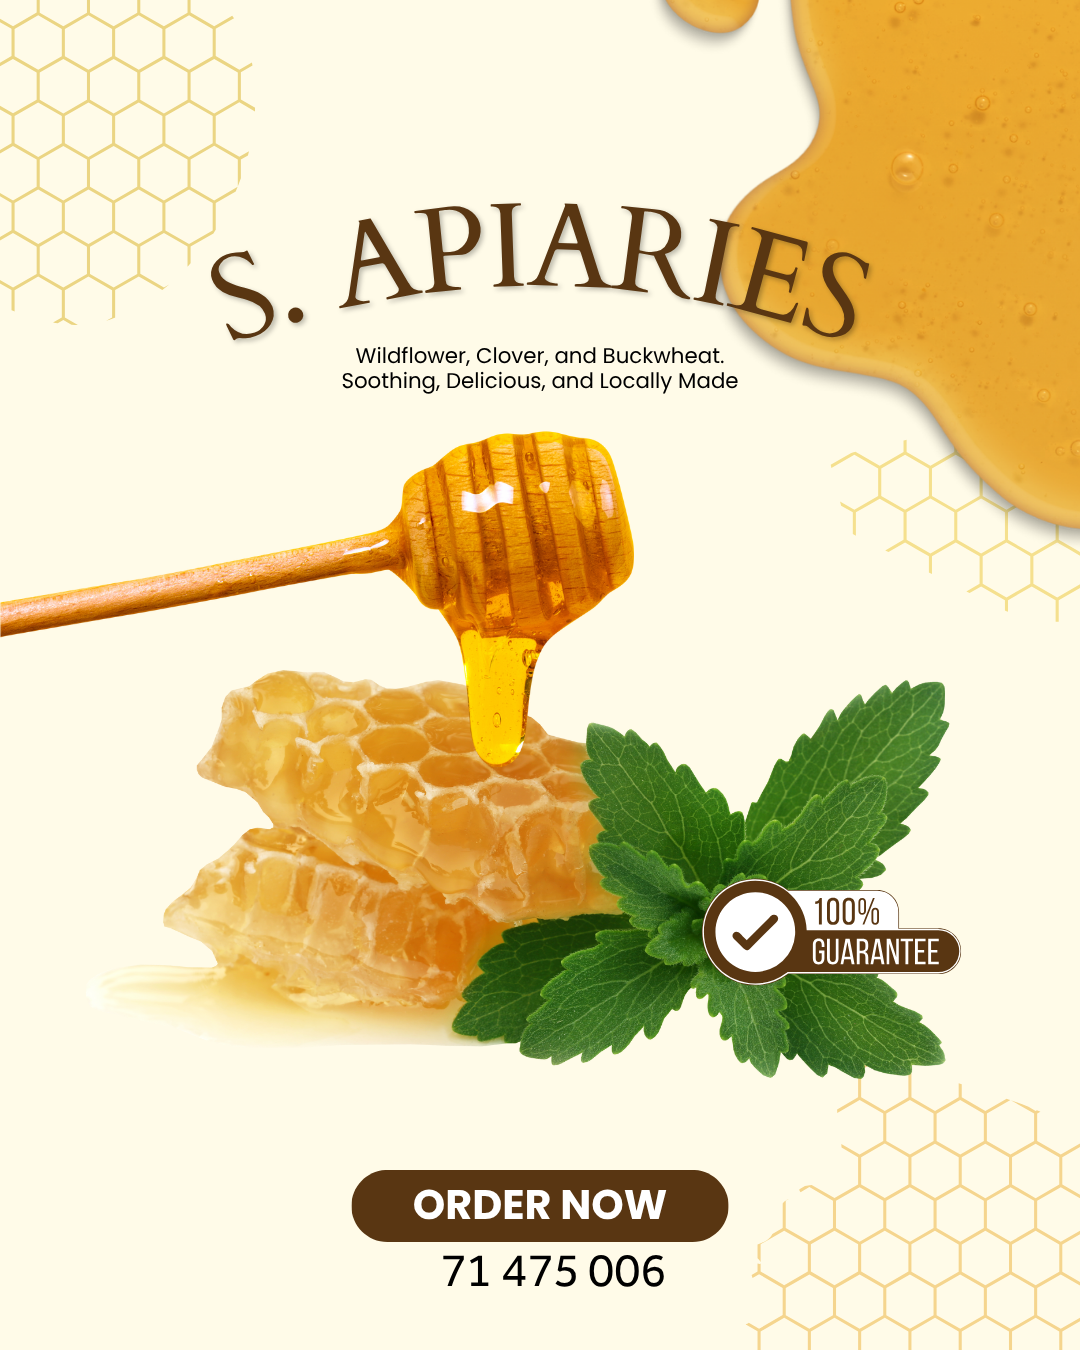 S. APIARIES
Wildflower, Clover, and Buckwheat.
Soothing, Delicious, and Locally Made
100%
GUARANTEE
ORDER NOW
71 475 006